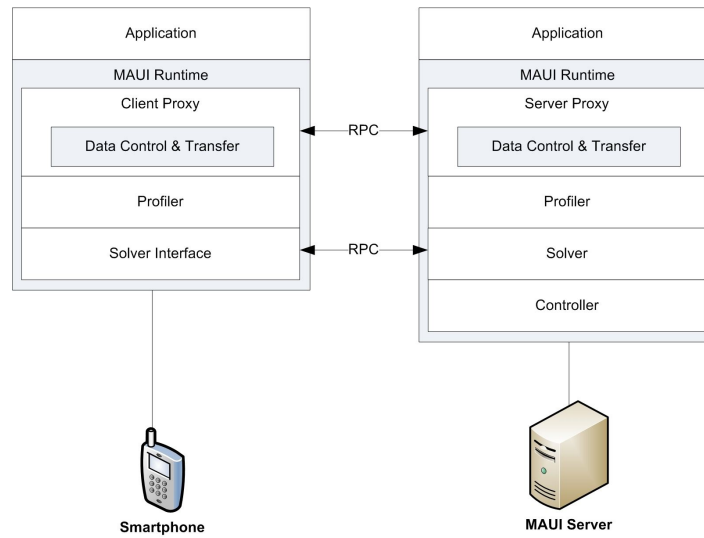 Application
MAUI Runtime
Client Proxy
Data Control & Transfer
Profiler
Solver Interface
Smartphone
RPC
RPC
Application
MAUI Runtime
Server Proxy
Data Control & Transfer
Profiler
Solver
Controller
MAUI Server